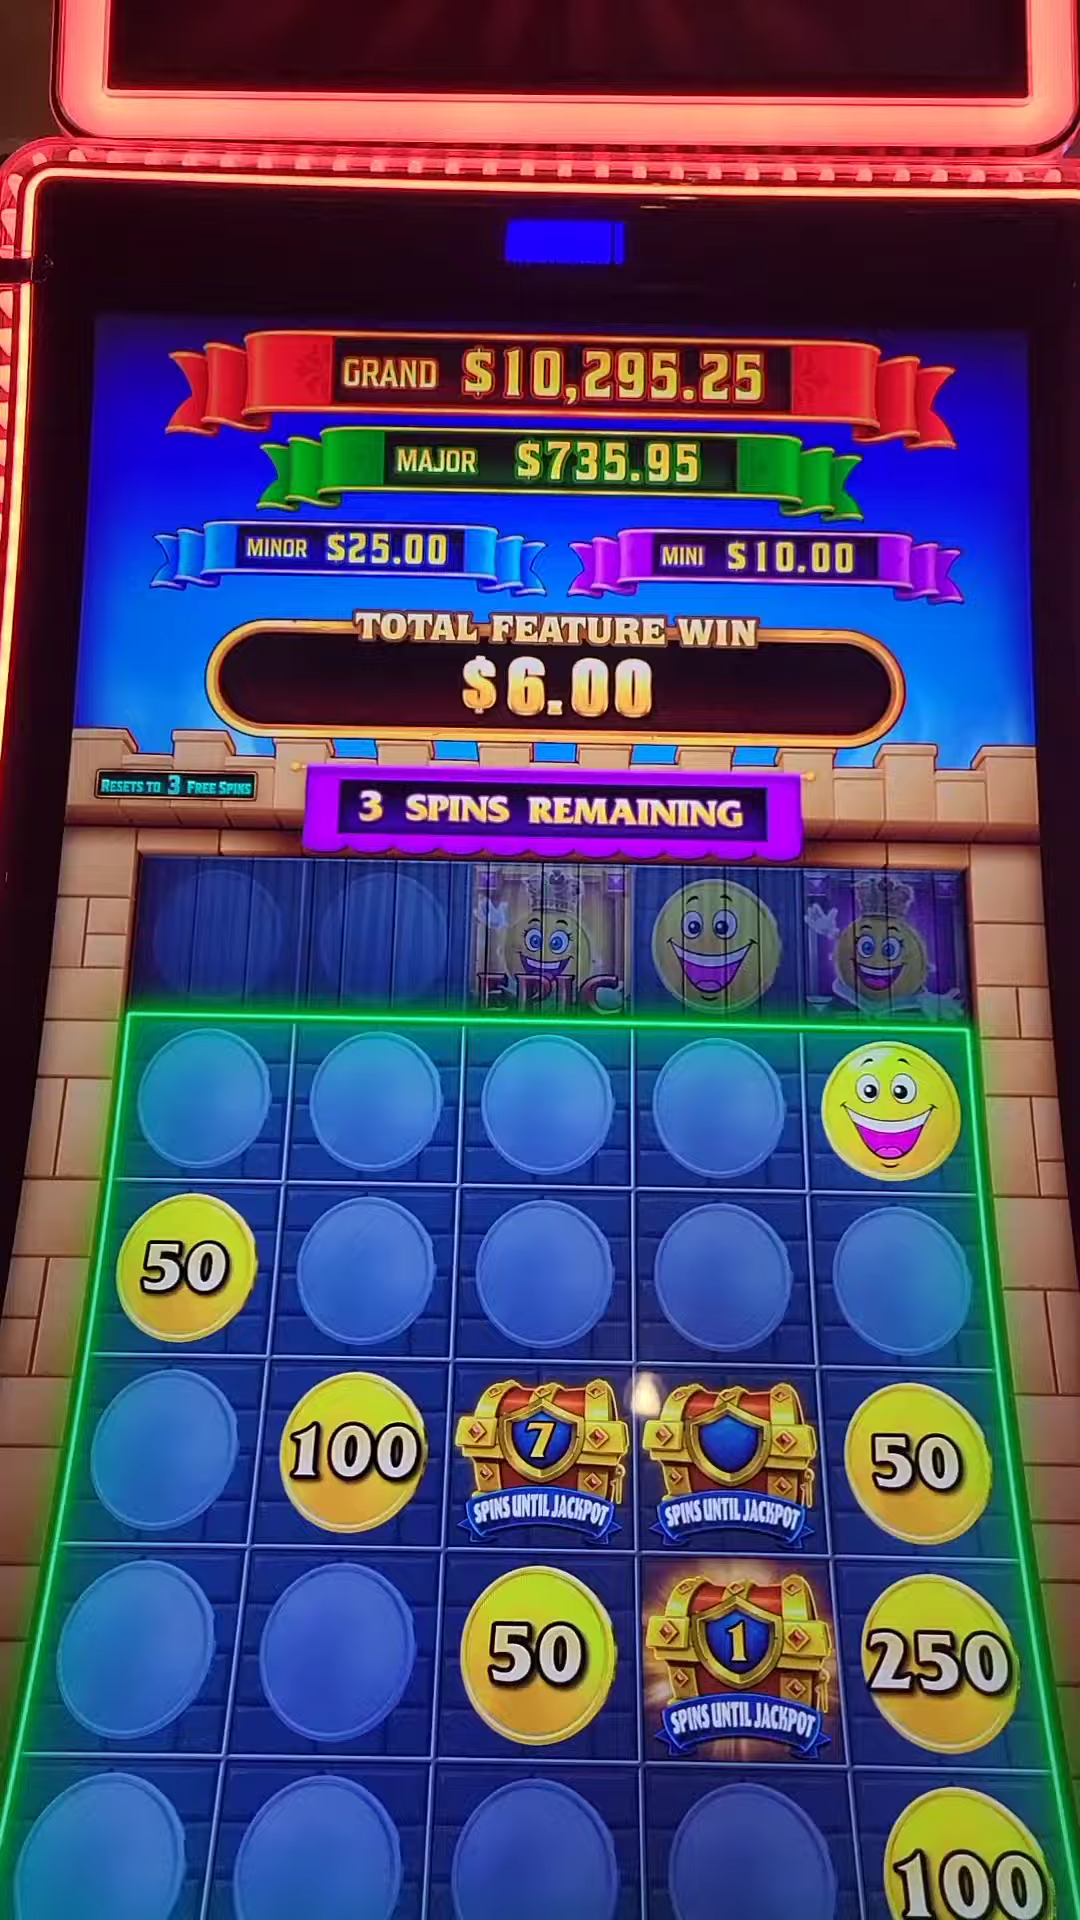 GRAND $10,295.25
MAJOR $735.95
MINOR $25.00 MINI $10.00
TOTAL FEATURE WIN
$6.00
RESETS TO 3 FREE SPINS
3 SPINS REMAINING
EPIC
50
100 7 50
SPINS UNTIL JACKPOT SPINS UNTIL JACKPOT
50 1 250
SPINS UNTIL JACKPOT
100